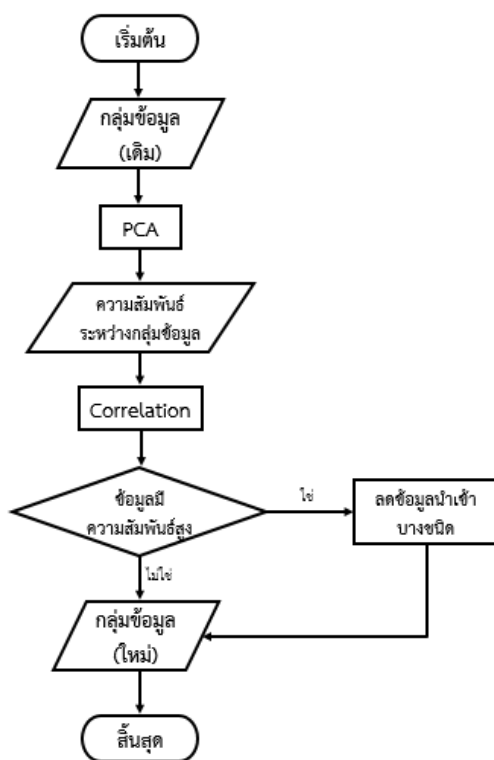 เริ่มต้น
กลุ่มข้อมูล
(เดิม)
PCA
ความสัมพันธ์
ระหว่างกลุ่มข้อมูล
Correlation
ข้อมูลมี
ความสัมพันธ์สูง
ใช่
ลดข้อมูลนำเข้า
บางชนิด
ไม่ใช่
กลุ่มข้อมูล
(ใหม่)
สิ้นสุด